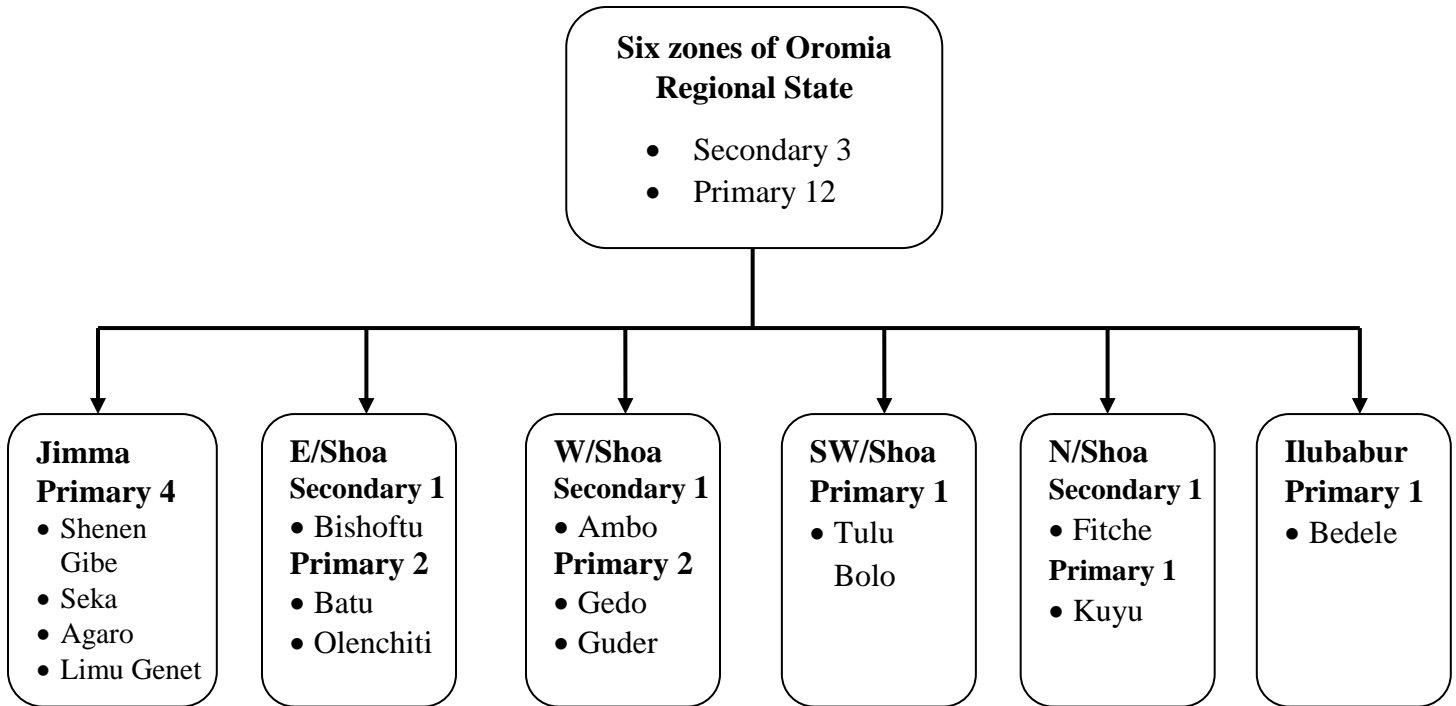 Six zones of Oromia
Regional State
• Secondary 3
• Primary 12
Jimma
Primary 4
• Shenen
Gibe
• Seka
• Agaro
• Limu Genet
E/Shoa
Secondary 1
• Bishoftu
Primary 2
• Batu
• Olenchiti
W/Shoa
Secondary 1
• Ambo
Primary 2
• Gedo
• Guder
SW/Shoa
Primary 1
• Tulu
Bolo
N/Shoa
Secondary 1
• Fitche
Primary 1
• Kuyu
Ilubabur
Primary 1
• Bedele